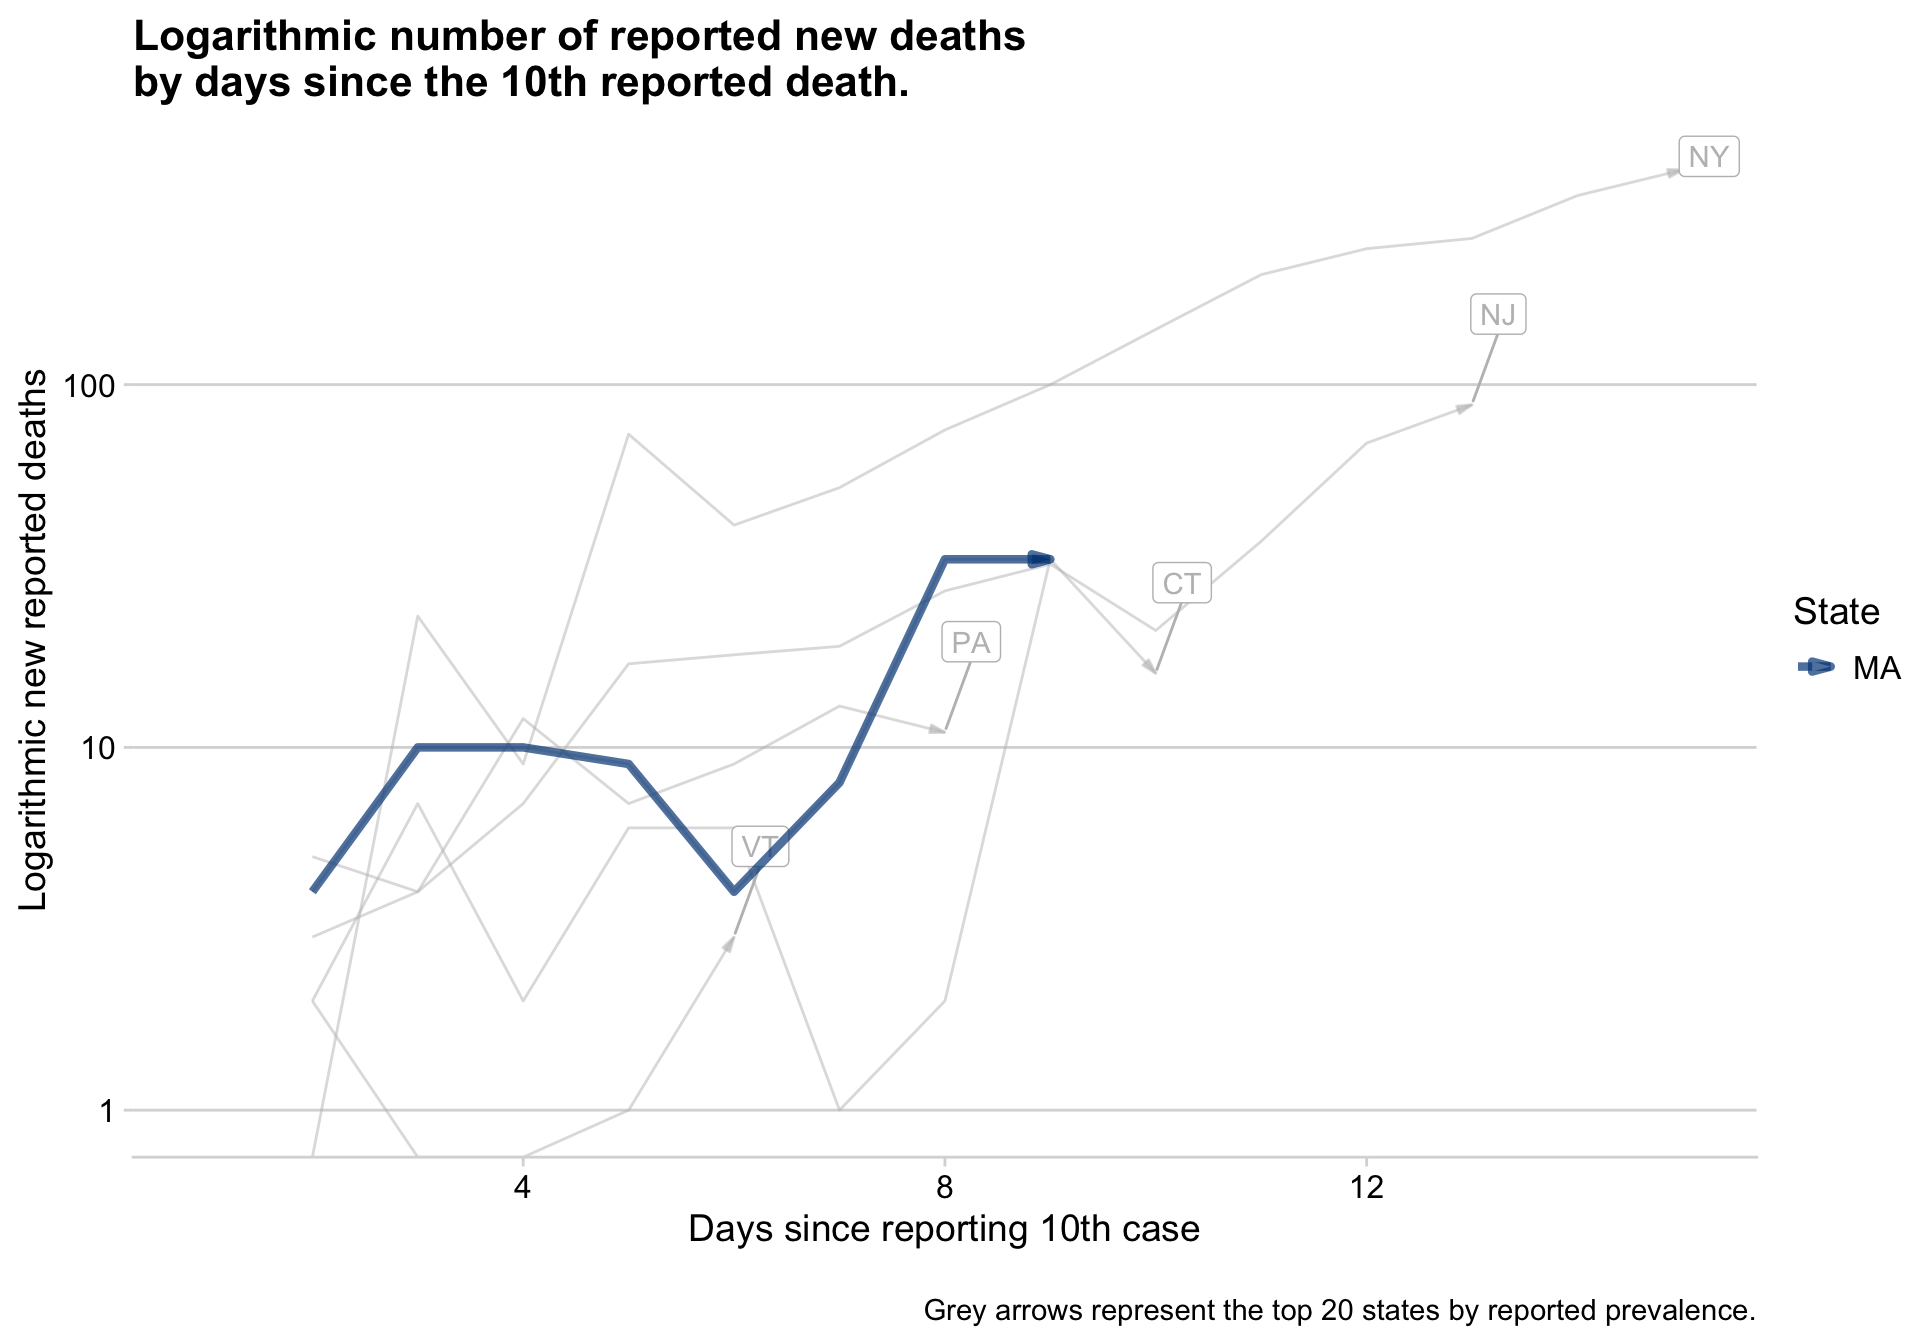 Logarithmic number of reported new deaths
by days since the 10th reported death.
NY
NJ
100
CT
PA
10
VT
1
4
8
12
Logarithmic new reported deaths
Days since reporting 10th case
State
MA
Grey arrows represent the top 20 states by reported prevalence.